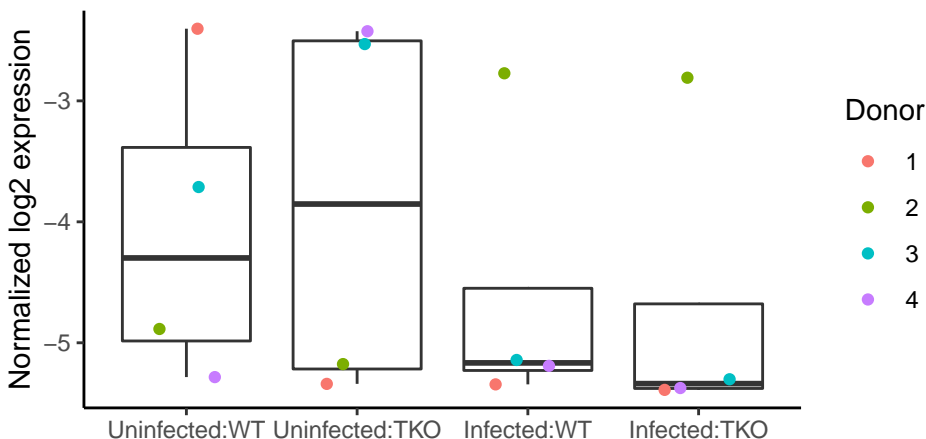 Normalized log2 expression
−3
−4
−5
Uninfected:WT
Uninfected:TKO
Infected:WT
Infected:TKO
Donor
1
2
3
4